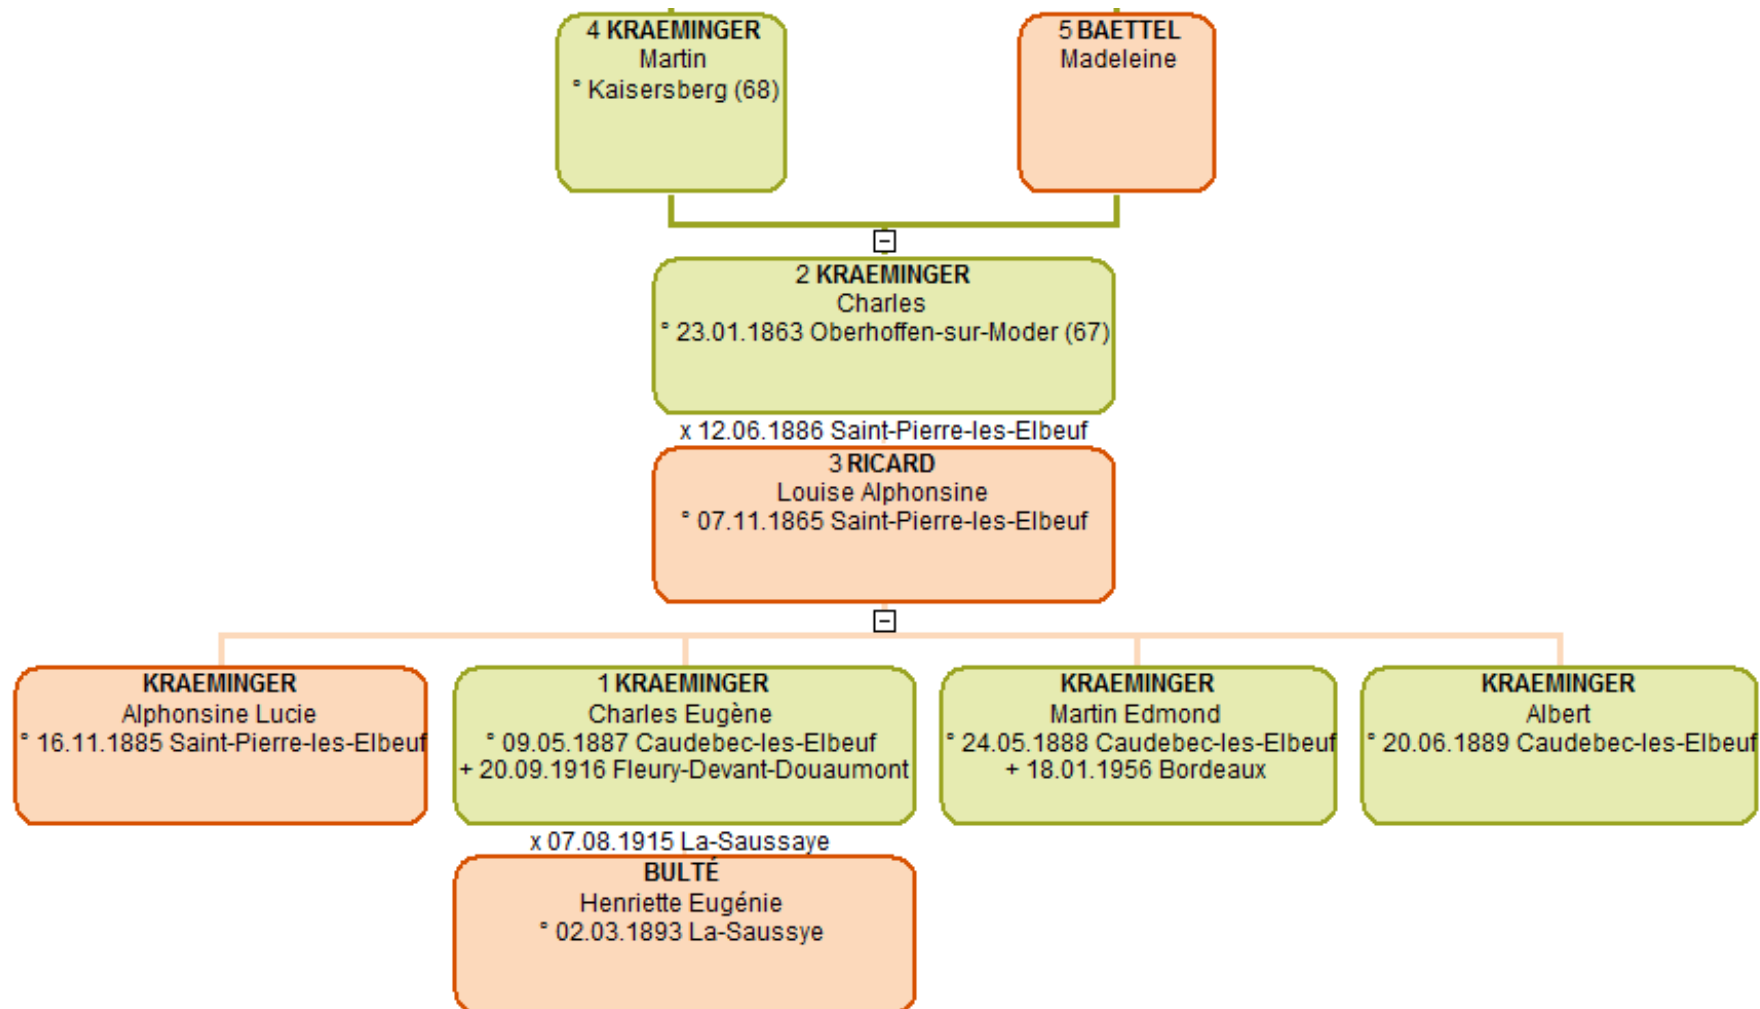 4 KRAEMINGER
Martin
° Kaisersberg (68)
5 BAETTEL
Madeleine
2 KRAEMINGER
Charles
° 23.01.1863 Oberhoffen-sur-Moder (67)
x 12.06.1886 Saint-Pierre-les-Elbeuf
3 RICARD
Louise Alphonsine
° 07.11.1865 Saint-Pierre-les-Elbeuf
KRAEMINGER
Alphonsine Lucie
° 16.11.1885 Saint-Pierre-les-Elbeuf
1 KRAEMINGER
Charles Eugène
° 09.05.1887 Caudebec-les-Elbeuf
+ 20.09.1916 Fleury-Devant-Douaumont
x 07.08.1915 La-Saussaye
BULTÉ
Henriette Eugénie
° 02.03.1893 La-Saussye
KRAEMINGER
Martin Edmond
° 24.05.1888 Caudebec-les-Elbeuf
+ 18.01.1956 Bordeaux
KRAEMINGER
Albert
° 20.06.1889 Caudebec-les-Elbeuf